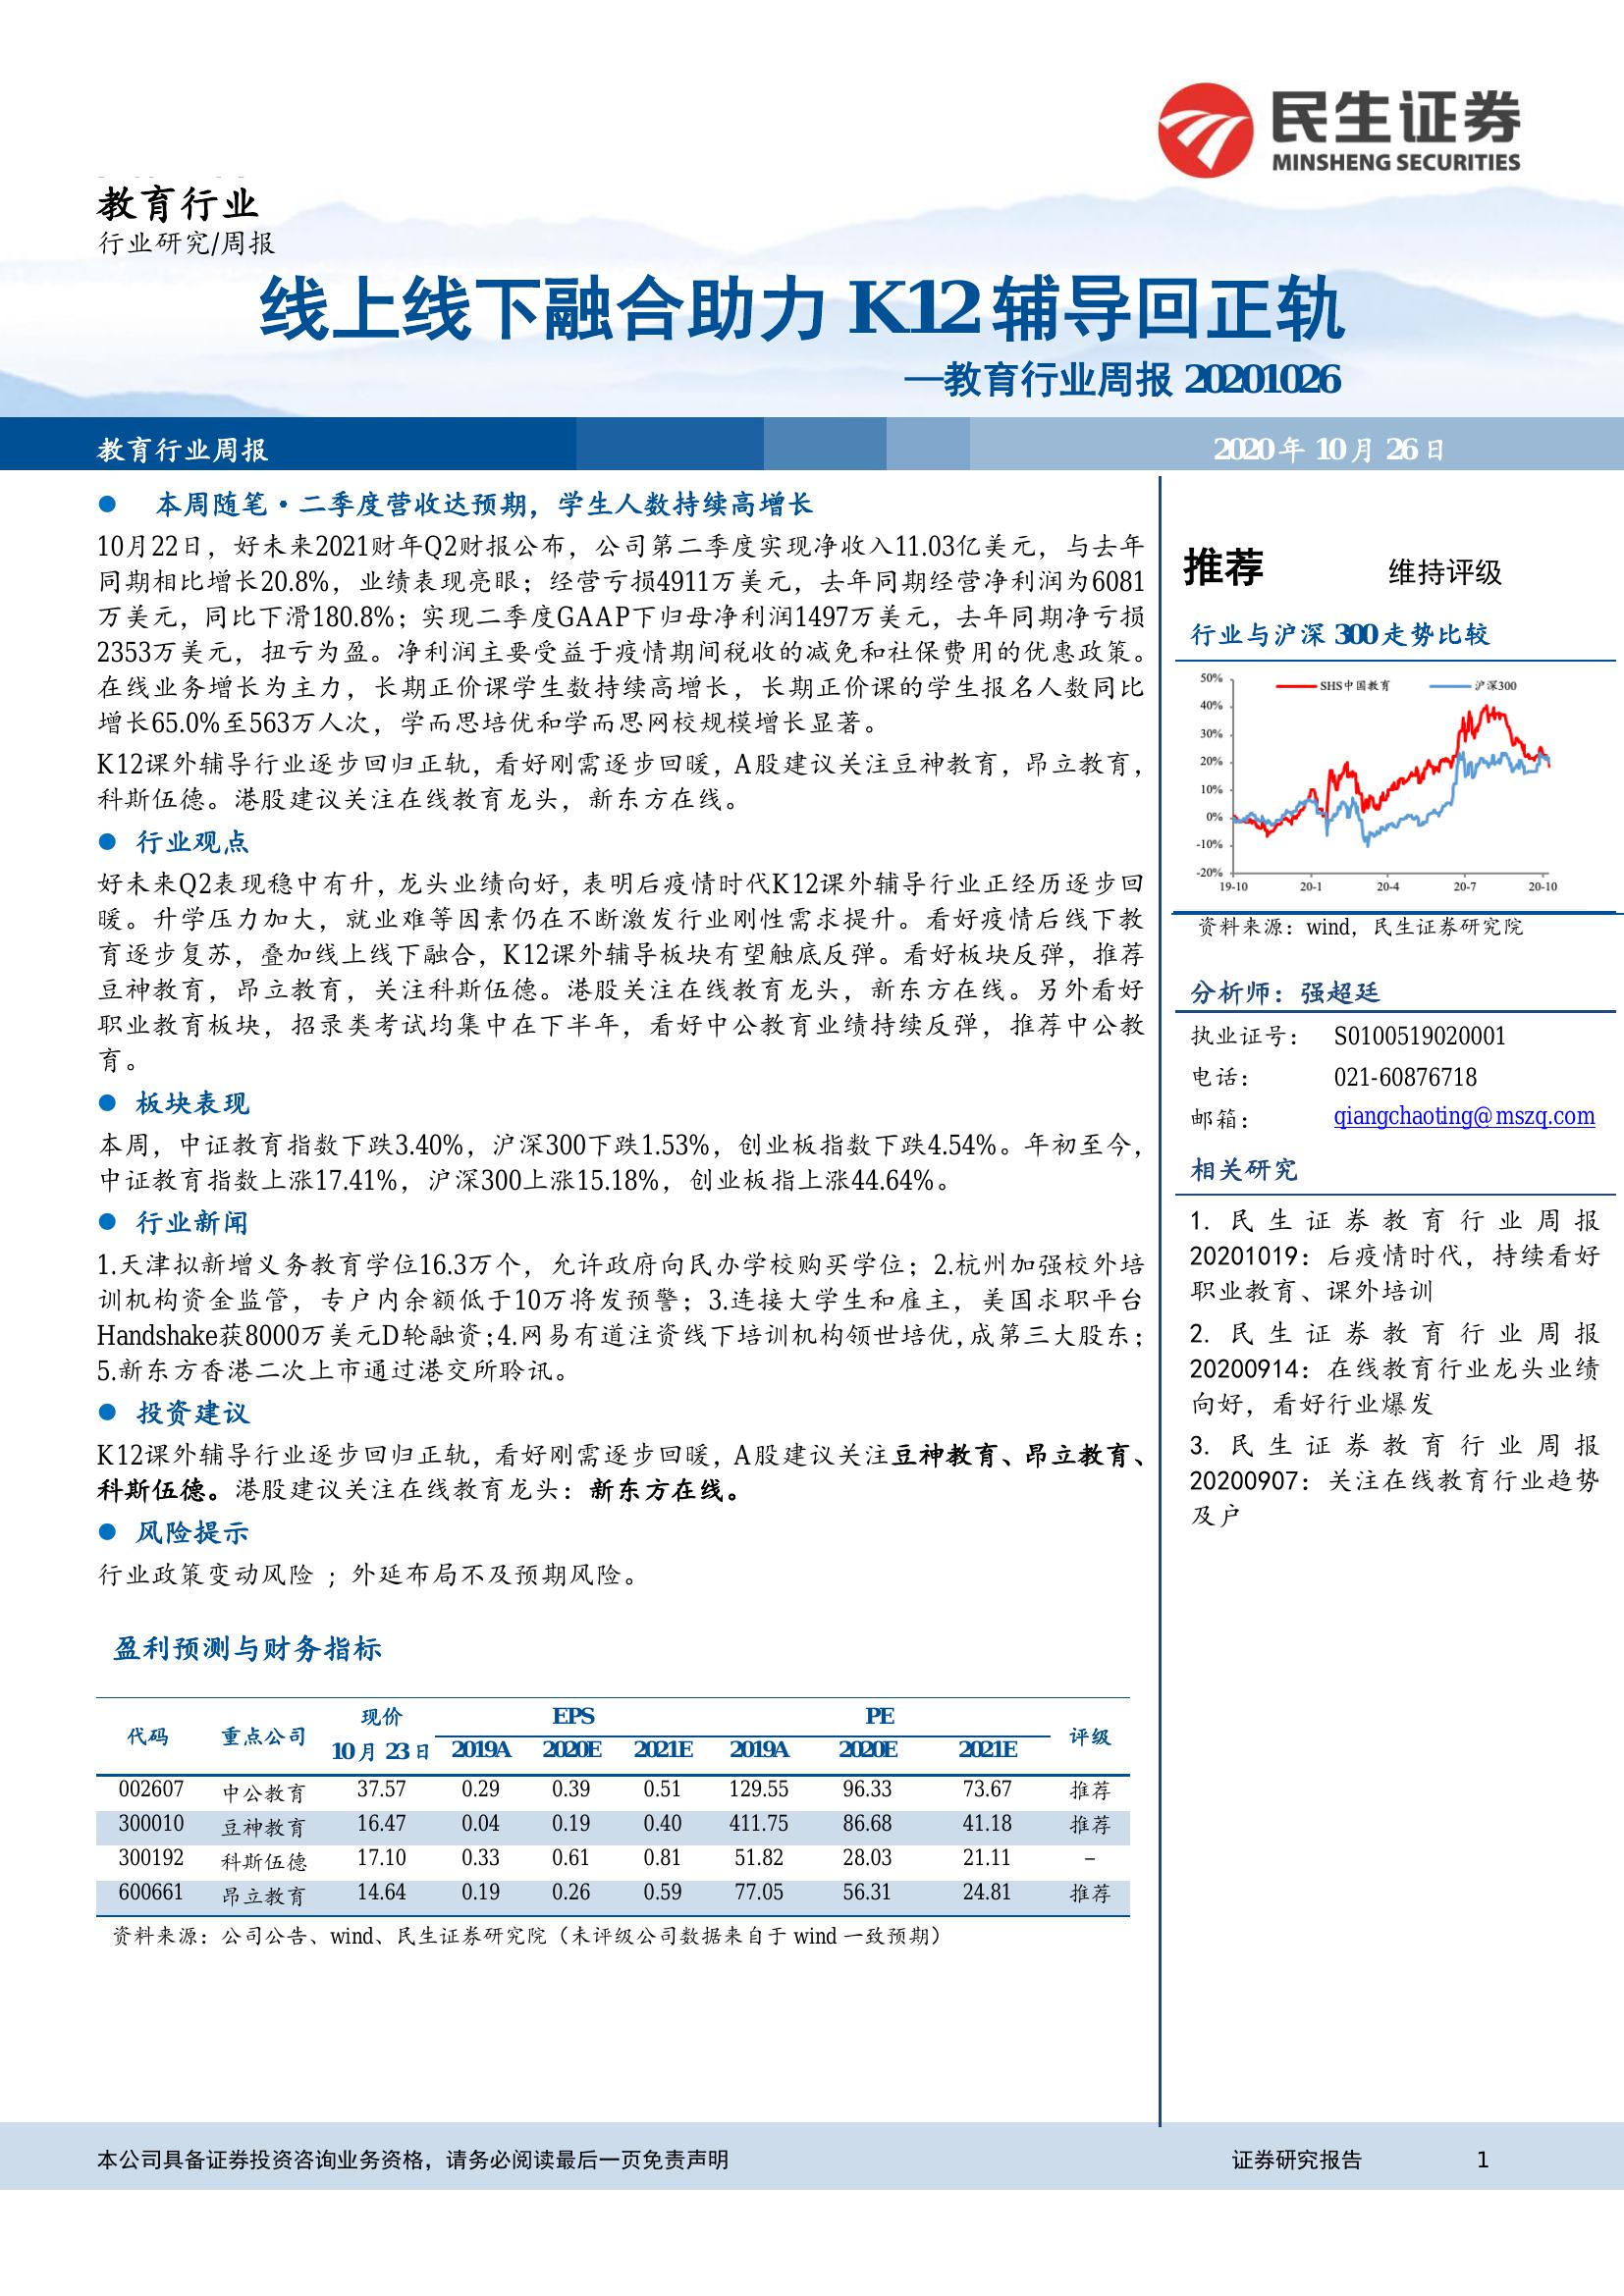 民生证券
MINSHENG SECURITIES
教育行业
行业研究/周报
线上线下融合助力 K12 辅导回正轨
—教育行业周报 20201026
教育行业周报
2020 年 10 月 26 日
● 本周随笔·二季度营收达预期，学生人数持续高增长
10月22日，好未来2021财年Q2财报公布，公司第二季度实现净收入11.03亿美元，与去年
同期相比增长20.8%，业绩表现亮眼；经营亏损4911万美元，去年同期经营净利润为6081
万美元，同比下滑180.8%；实现二季度GAAP下归母净利润1497万美元，去年同期净亏损
2353万美元，扭亏为盈。净利润主要受益于疫情期间税收的减免和社保费用的优惠政策。
在线业务增长为主力，长期正价课学生数持续高增长，长期正价课的学生报名人数同比
增长65.0%至563万人次，学而思培优和学而思网校规模增长显著。
K12课外辅导行业逐步回归正轨，看好刚需逐步回暖，A股建议关注豆神教育，昂立教育，
科斯伍德。港股建议关注在线教育龙头，新东方在线。
● 行业观点
好未来Q2表现稳中有升，龙头业绩向好，表明后疫情时代K12课外辅导行业正经历逐步回
暖。升学压力加大，就业难等因素仍在不断激发行业刚性需求提升。看好疫情后线下教
育逐步复苏，叠加线上线下融合，K12课外辅导板块有望触底反弹。看好板块反弹，推荐
豆神教育，昂立教育，关注科斯伍德。港股关注在线教育龙头，新东方在线。另外看好
职业教育板块，招录类考试均集中在下半年，看好中公教育业绩持续反弹，推荐中公教
育。
● 板块表现
本周，中证教育指数下跌3.40%，沪深300下跌1.53%，创业板指数下跌4.54%。年初至今，
中证教育指数上涨17.41%，沪深300上涨15.18%，创业板指上涨44.64%。
● 行业新闻
1.天津拟新增义务教育学位16.3万个，允许政府向民办学校购买学位；2.杭州加强校外培
训机构资金监管，专户内余额低于10万将发预警；3.连接大学生和雇主，美国求职平台
Handshake获8000万美元D轮融资；4.网易有道注资线下培训机构领世培优，成第三大股东；
5.新东方香港二次上市通过港交所聆讯。
● 投资建议
K12课外辅导行业逐步回归正轨，看好刚需逐步回暖，A股建议关注豆神教育、昂立教育、
科斯伍德。港股建议关注在线教育龙头：新东方在线。
● 风险提示
行业政策变动风险 ；外延布局不及预期风险。
盈利预测与财务指标
代码 重点公司 现价 EPS PE 评级
10 月 23 日 2019A 2020E 2021E 2019A 2020E 2021E
002607 中公教育 37.57 0.29 0.39 0.51 129.55 96.33 73.67 推荐
300010 豆神教育 16.47 0.04 0.19 0.40 411.75 86.68 41.18 推荐
300192 科斯伍德 17.10 0.33 0.61 0.81 51.82 28.03 21.11 –
600661 昂立教育 14.64 0.19 0.26 0.59 77.05 56.31 24.81 推荐
资料来源：公司公告、wind、民生证券研究院（未评级公司数据来自于 wind 一致预期）
推荐 维持评级
行业与沪深 300 走势比较
SHS中国教育 沪深300
50%
40%
30%
20%
10%
0%
-10%
-20%
19-10 20-1 20-4 20-7 20-10
资料来源：wind，民生证券研究院
分析师：强超廷
执业证号： S0100519020001
电话： 021-60876718
邮箱： qiangchaoting@mszq.com
相关研究
1. 民生证券教育行业周报
20201019：后疫情时代，持续看好
职业教育、课外培训
2. 民生证券教育行业周报
20200914：在线教育行业龙头业绩
向好，看好行业爆发
3. 民生证券教育行业周报
20200907：关注在线教育行业趋势
及户
本公司具备证券投资咨询业务资格，请务必阅读最后一页免责声明
证券研究报告 1